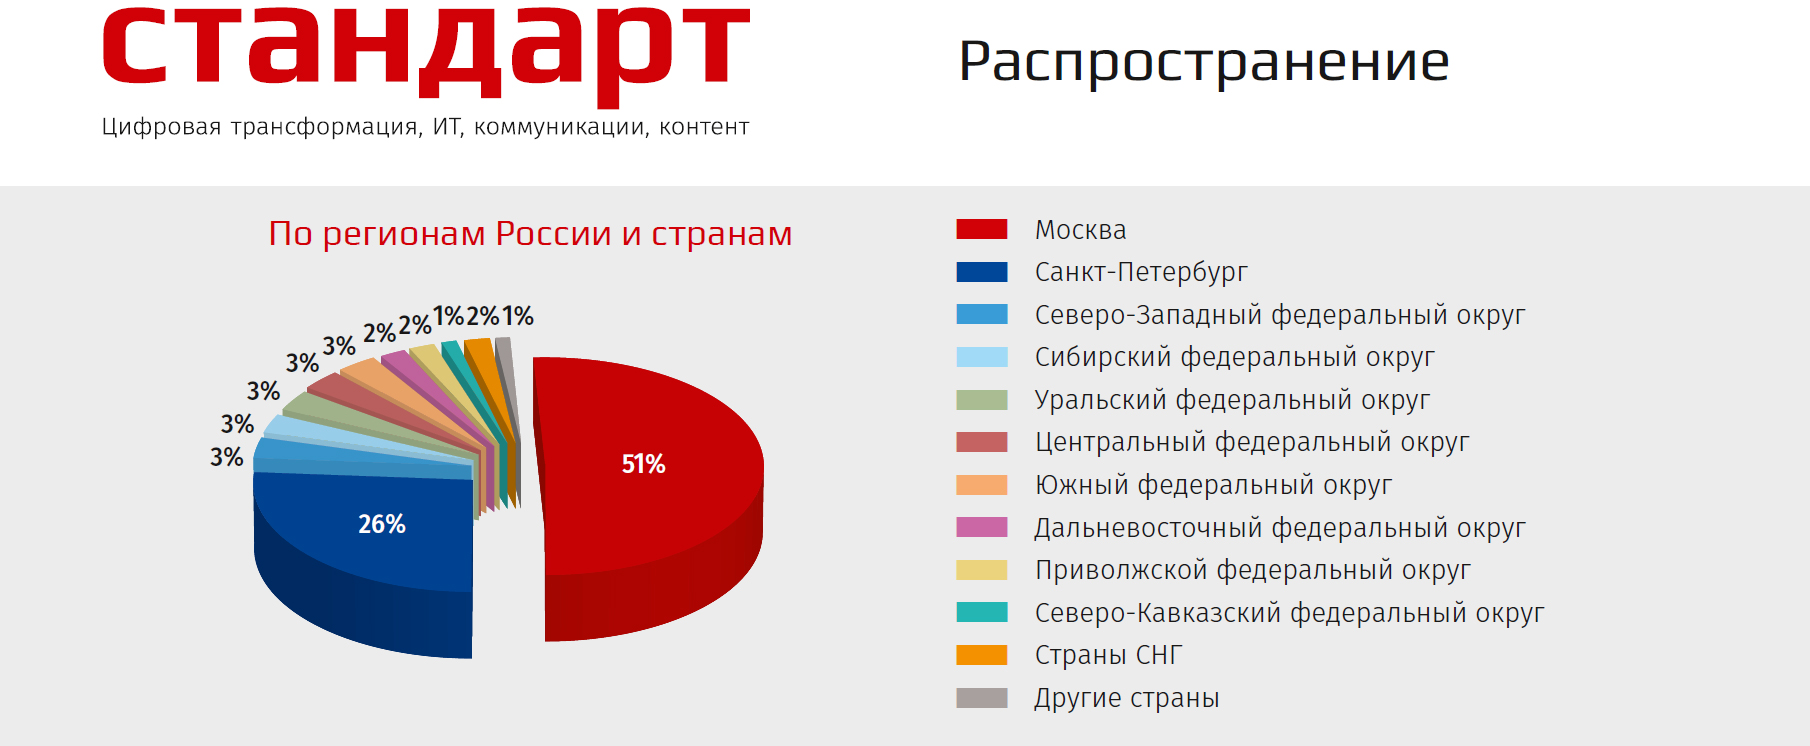 стандарт
Цифровая трансформация, ИТ, коммуникации, контент
Распространение
По регионам России и странам
51%
26%
3%
3%
3%
3%
3%
2%
2%
1%
2%
1%
Москва
Санкт-Петербург
Северо-Западный федеральный округ
Сибирский федеральный округ
Уральский федеральный округ
Центральный федеральный округ
Южный федеральный округ
Дальневосточный федеральный округ
Приволжской федеральный округ
Северо-Кавказский федеральный округ
Страны СНГ
Другие страны